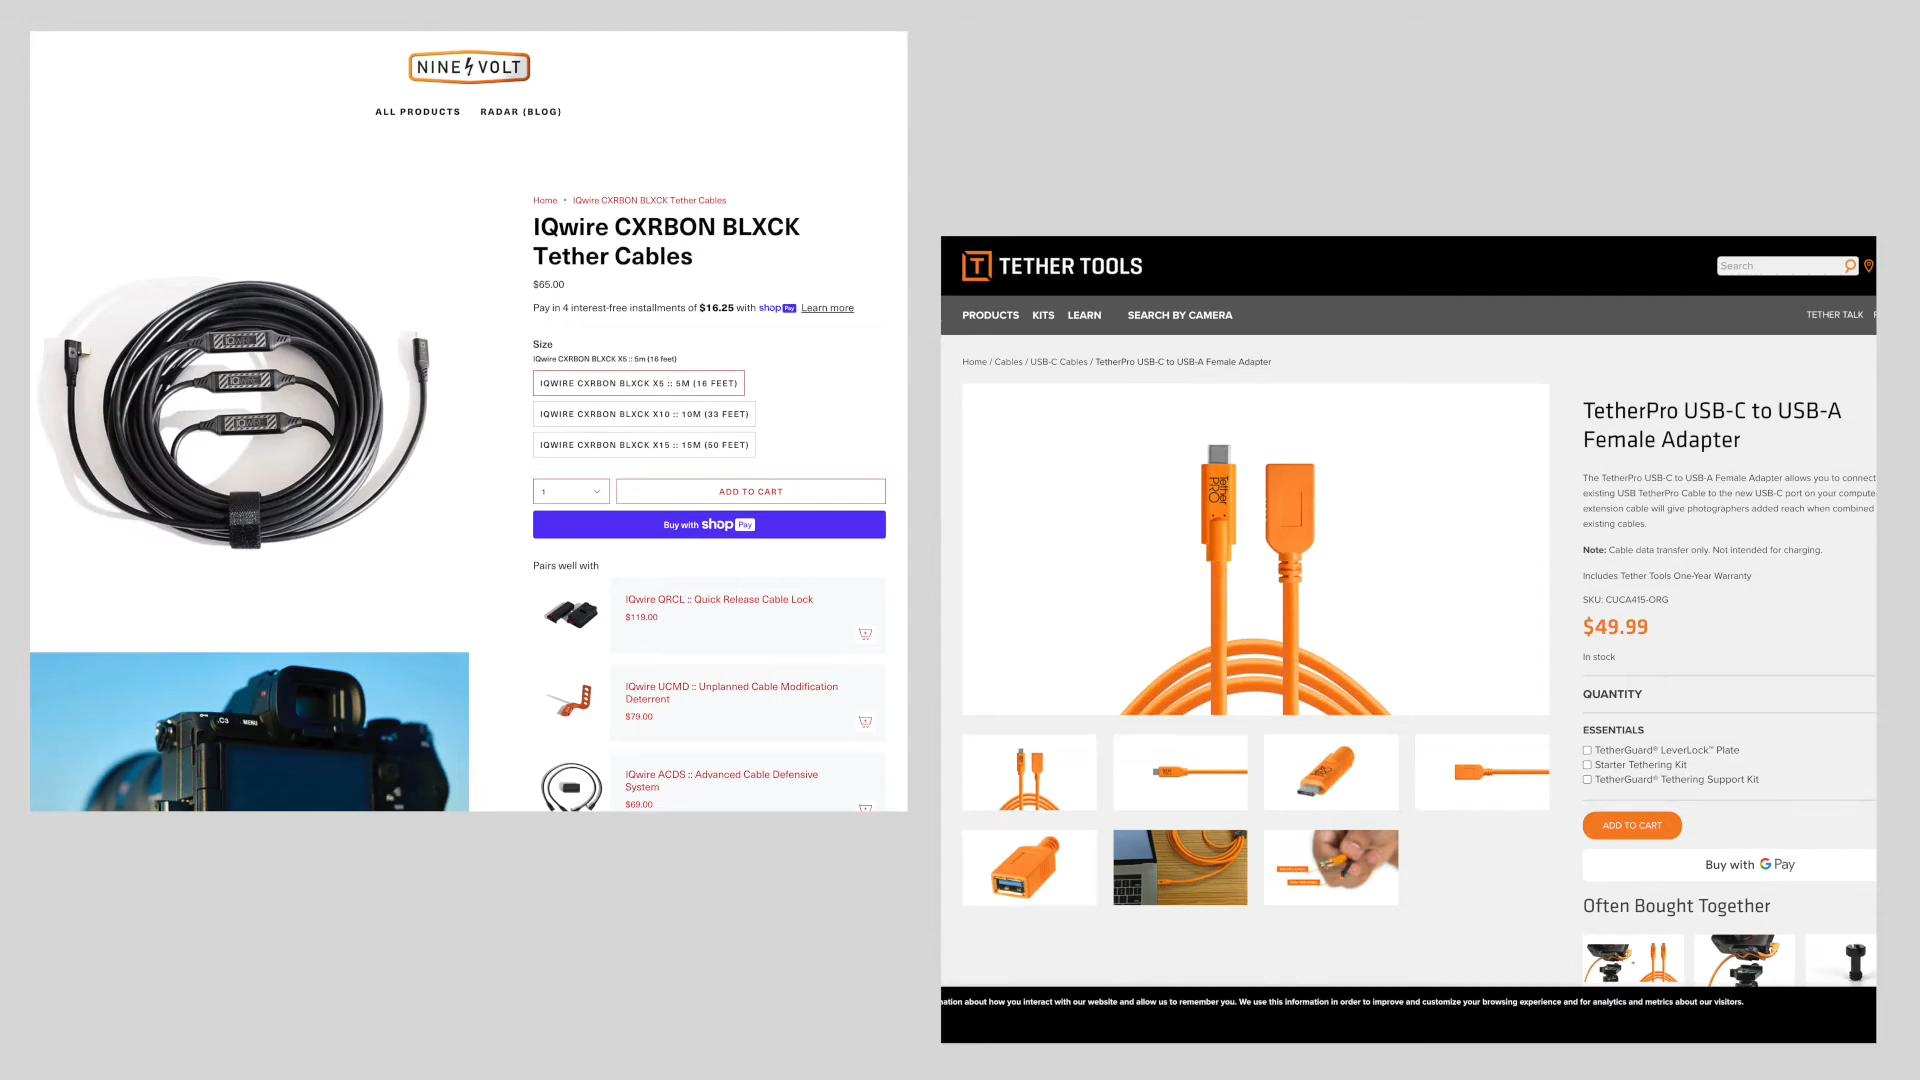 NINE VOLT
ALL PRODUCTS RADAR (BLOG)
Home • IQwire CXRBON BLXCK Tether Cables
IQwire CXRBON BLXCK
Tether Cables
$65.00
Pay in 4 interest-free installments of $16.25 with shop Pay Learn more
Size
IQwire CXRBON BLXCK X5 :: 5m (16 feet)
IQWIRE CXRBON BLXCK X5 :: 5M (16 FEET)
IQWIRE CXRBON BLXCK X10 :: 10M (33 FEET)
IQWIRE CXRBON BLXCK X15 :: 15M (50 FEET)
1
ADD TO CART
Buy with shop Pay
Pairs well with
IQwire QRCL :: Quick Release Cable Lock
$119.00
IQwire UCMD :: Unplanned Cable Modification
Deterrent
$79.00
IQwire ACDS :: Advanced Cable Defensive
System
$69.00
C3 MENU
TETHER TOOLS
Search
PRODUCTS KITS LEARN SEARCH BY CAMERA
TETHER TALK
Home / Cables / USB-C Cables / TetherPro USB-C to USB-A Female Adapter
Tether PRO
TetherPro USB-C to USB-A
Female Adapter
The TetherPro USB-C to USB-A Female Adapter allows you to connect
existing USB TetherPro Cable to the new USB-C port on your compute
extension cable will give photographers added reach when combined
existing cables.
Note: Cable data transfer only. Not intended for charging.
Includes Tether Tools One-Year Warranty
SKU: CUCA415-ORG
$49.99
In stock
QUANTITY
ESSENTIALS
TetherGuard® LeverLock™ Plate
Starter Tethering Kit
TetherGuard® Tethering Support Kit
ADD TO CART
Buy with G Pay
Often Bought Together
nation about how you interact with our website and allow us to remember you. We use this information in order to improve and customize your browsing experience and for analytics and metrics about our visitors.